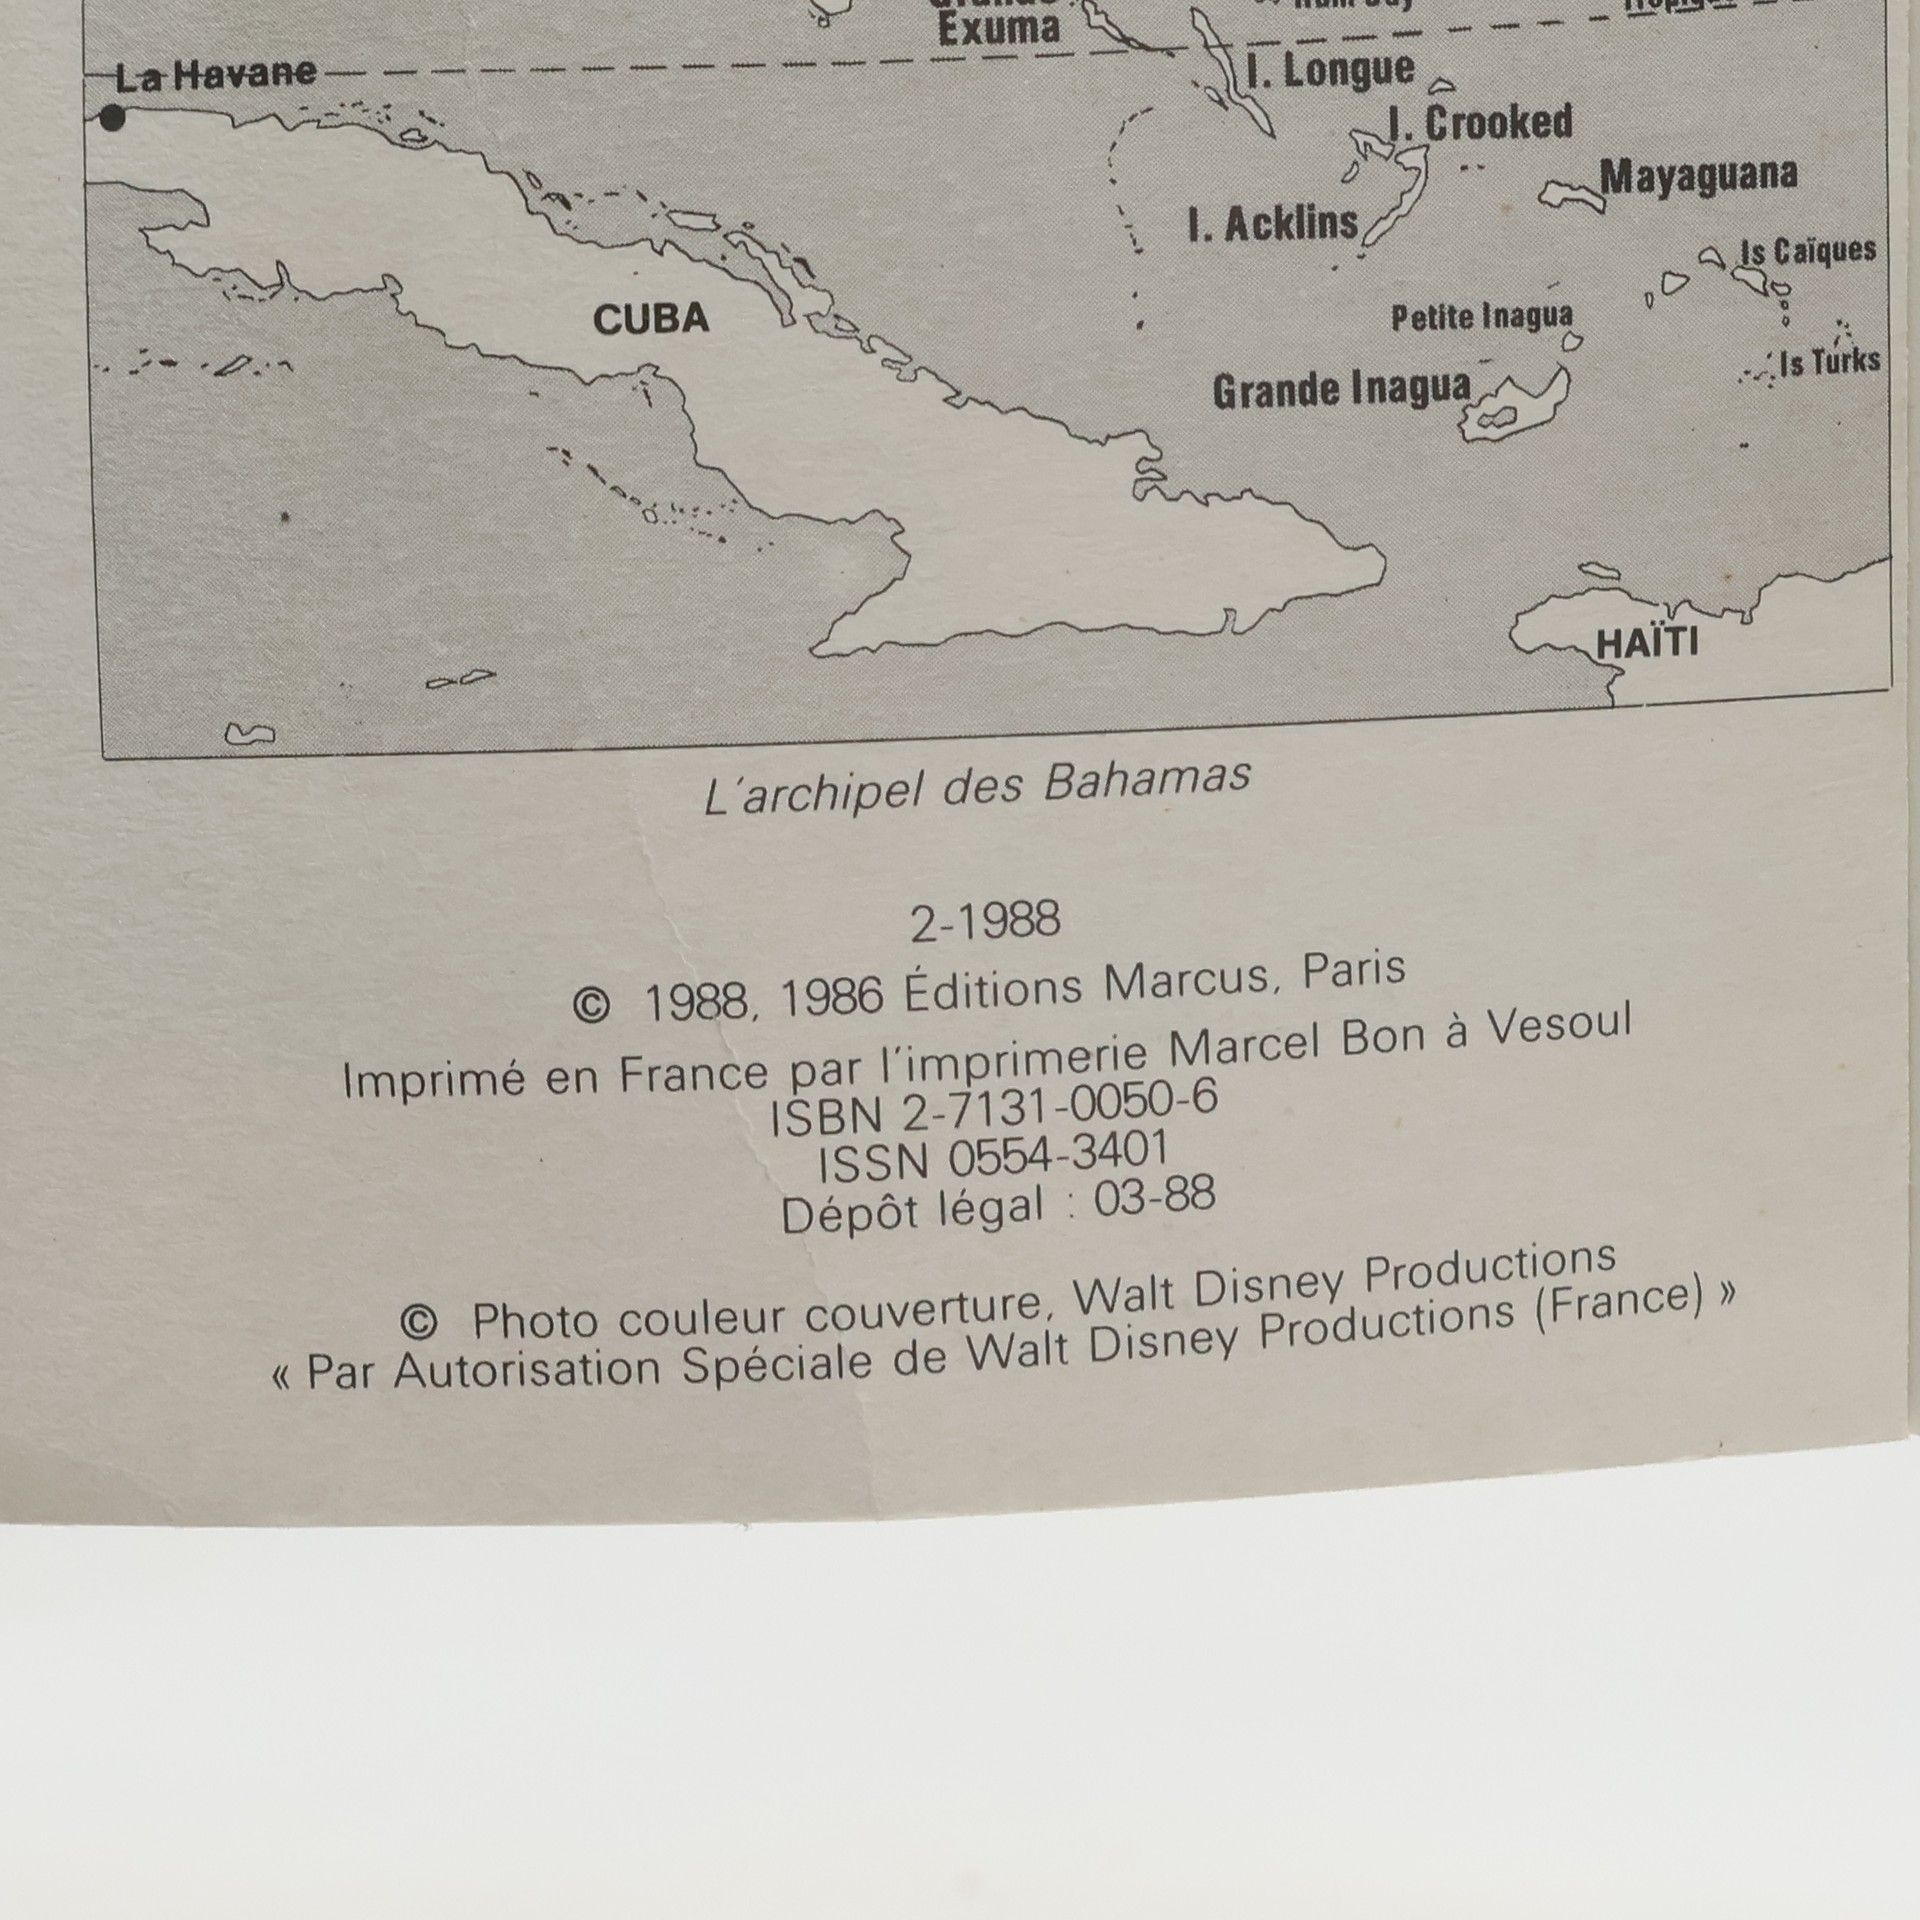 Exuma
La Havane
I. Longue
I. Crooked
Mayaguana
I. Acklins
Is Caïques
CUBA
Petite Inagua
Is Turks
Grande Inagua
HAÏTI
L'archipel des Bahamas
2-1988
© 1988, 1986 Éditions Marcus, Paris
Imprimé en France par l'imprimerie Marcel Bon à Vesoul
ISBN 2-7131-0050-6
ISSN 0554-3401
Dépôt légal : 03-88
© Photo couleur couverture, Walt Disney Productions
« Par Autorisation Spéciale de Walt Disney Productions (France) »